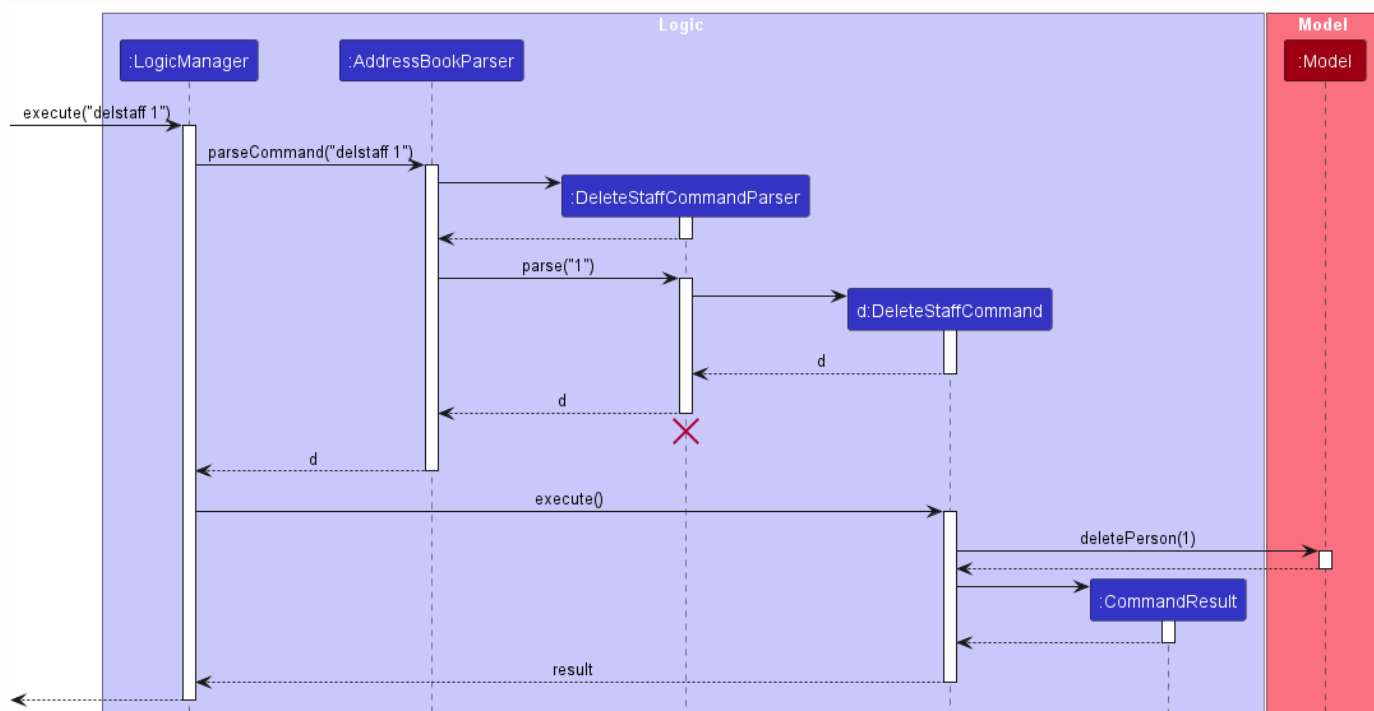 Logic
Model
:LogicManager
:AddressBookParser
:Model
execute("delstaff 1")
parseCommand("delstaff 1")
:DeleteStaffCommandParser
parse("1")
d:DeleteStaffCommand
d
d
d
execute()
deletePerson(1)
:CommandResult
result